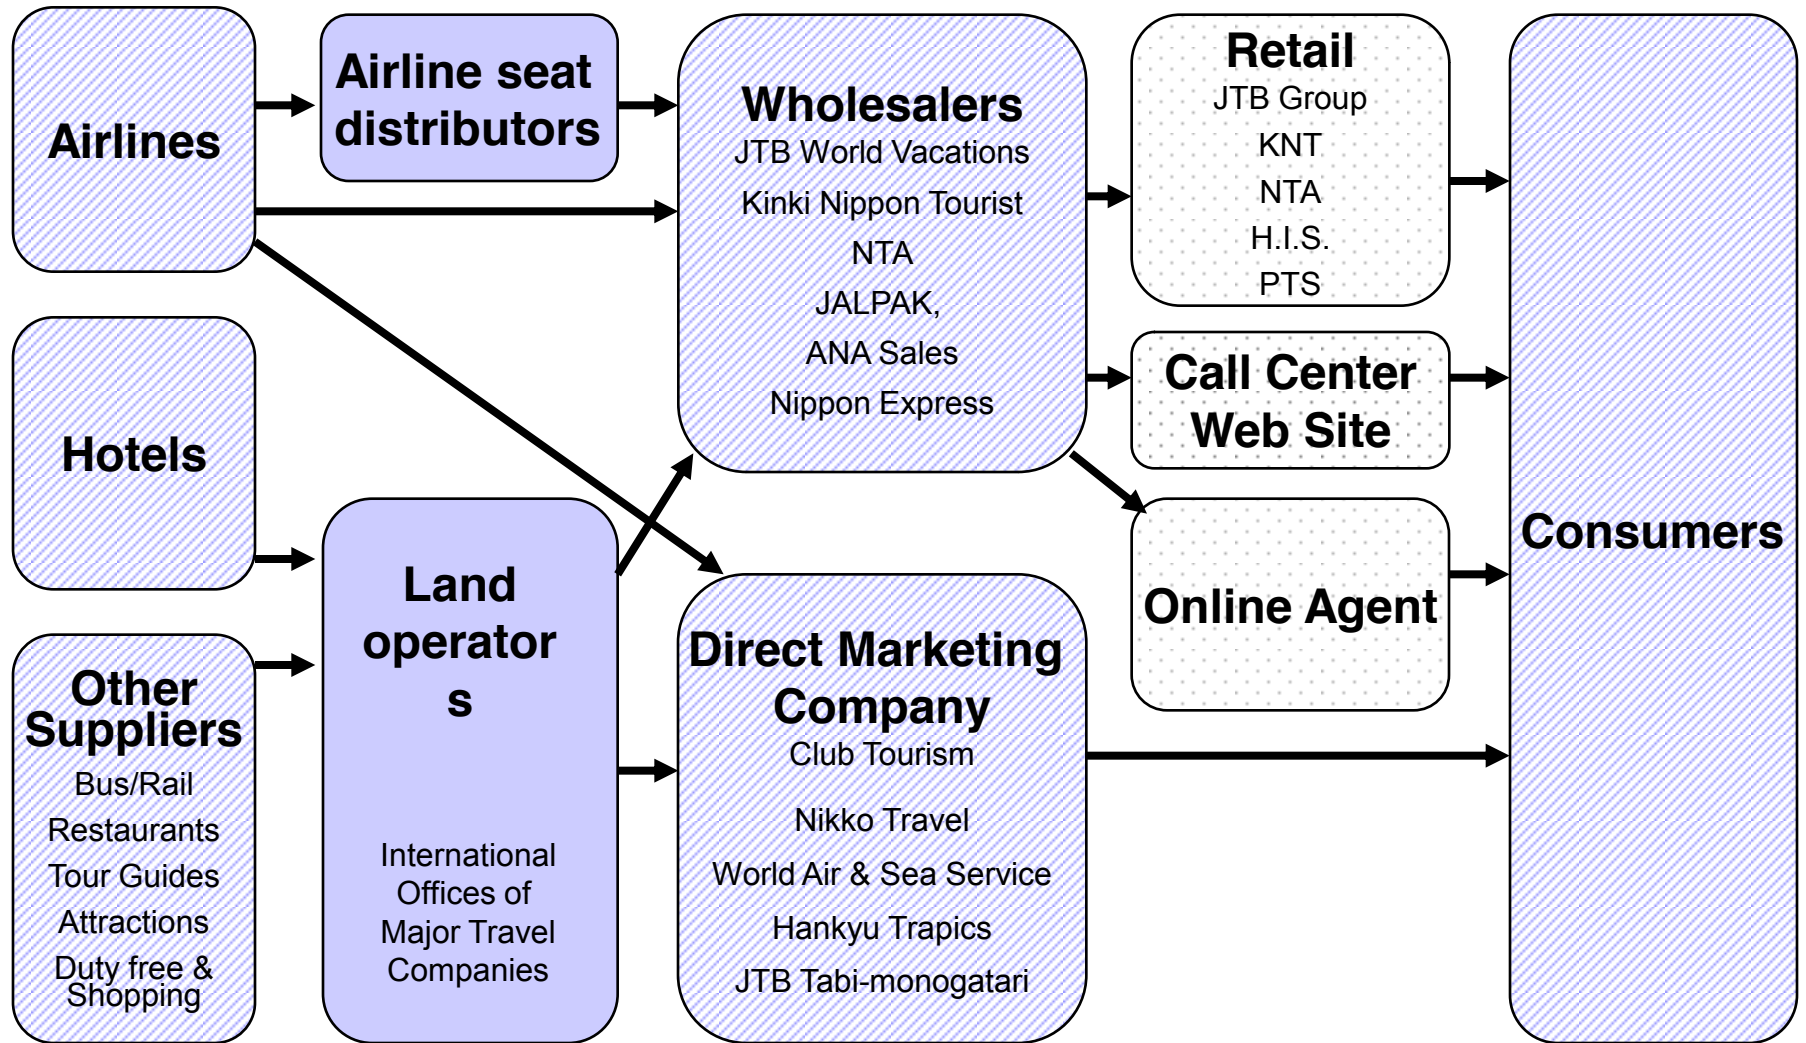 Airlines
Hotels
Other
Suppliers
Bus/Rail
Restaurants
Tour Guides
Attractions
Duty free &
Shopping
Airline seat
distributors
Land
operator
s
International
Offices of
Major Travel
Companies
Wholesalers
JTB World Vacations
Kinki Nippon Tourist
NTA
JALPAK,
ANA Sales
Nippon Express
Direct Marketing
Company
Club Tourism
Nikko Travel
World Air & Sea Service
Hankyu Trapics
JTB Tabi-monogatari
Retail
JTB Group
KNT
NTA
H.I.S.
PTS
Call Center
Web Site
Online Agent
Consumers